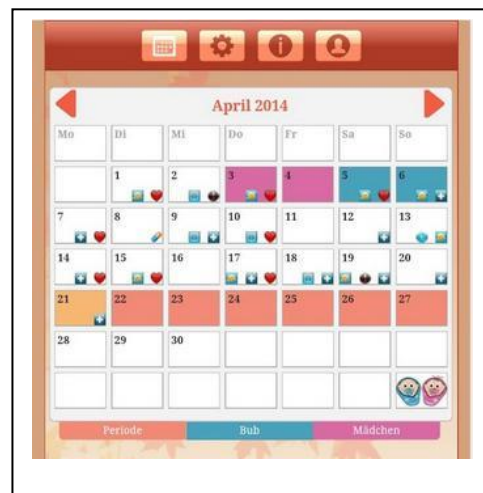 April 2014
Mo Di Mi Do Fr Sa So
1 2 3 4 5 6
7 8 9 10 11 12 13
14 15 16 17 18 19 20
21 22 23 24 25 26 27
28 29 30
Periode Bub Mädchen